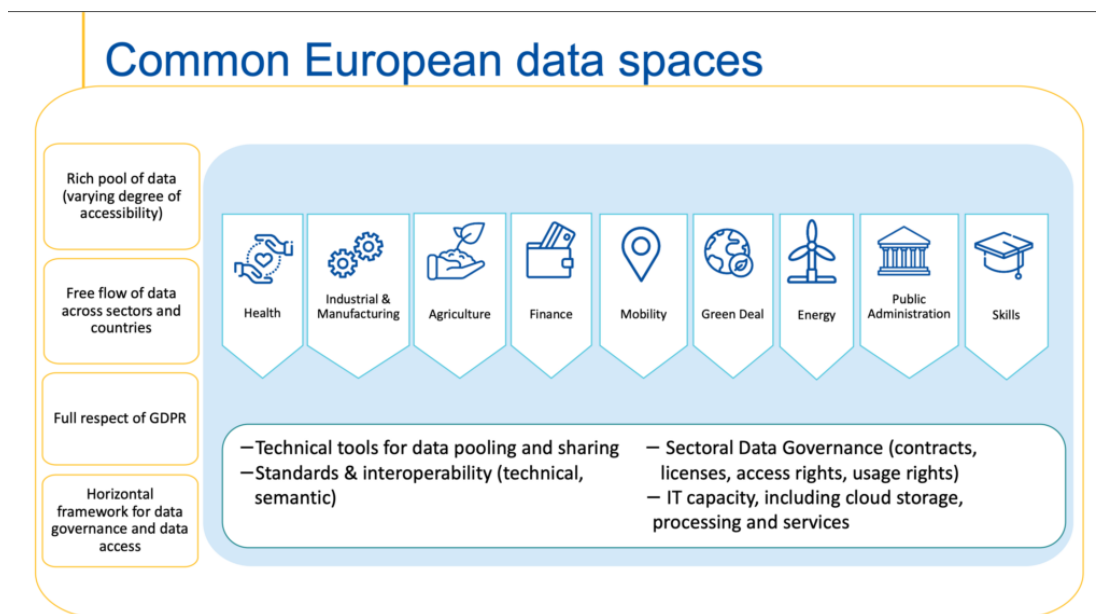 Common European data spaces
Rich pool of data
(varying degree of
accessibility)
Free flow of data
across sectors and
countries
Full respect of GDPR
Horizontal
framework for data
governance and data
access
Health
Industrial &
Manufacturing
Agriculture
Finance
Mobility
Green Deal
Energy
Public
Administration
Skills
–Technical tools for data pooling and sharing
–Standards & interoperability (technical,
semantic)
– Sectoral Data Governance (contracts,
licenses, access rights, usage rights)
– IT capacity, including cloud storage,
processing and services